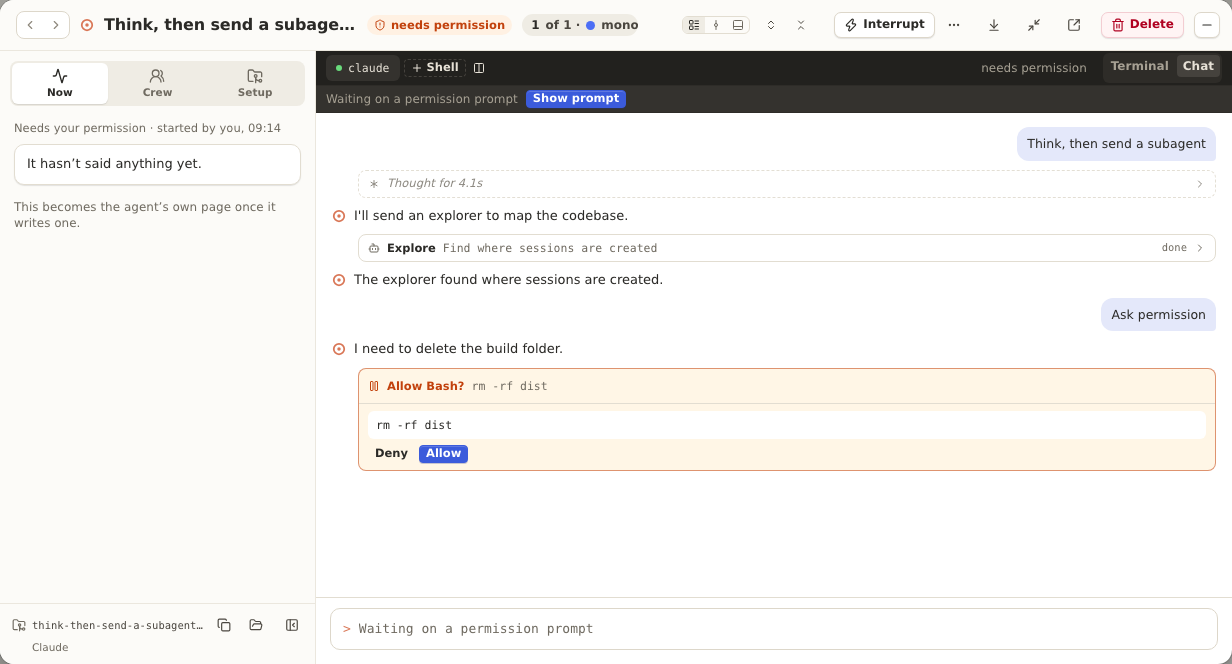 Think, then send a subage...
needs permission
1 of 1 · mono
Interrupt
Delete
Now
Crew
Setup
Needs your permission · started by you, 09:14
It hasn’t said anything yet.
This becomes the agent’s own page once it
writes one.
think-then-send-a-subagent…
Claude
claude
+ Shell
needs permission
Terminal
Chat
Waiting on a permission prompt
Show prompt
Think, then send a subagent
Thought for 4.1s
I'll send an explorer to map the codebase.
Explore Find where sessions are created
done
The explorer found where sessions are created.
Ask permission
I need to delete the build folder.
Allow Bash? rm -rf dist
rm -rf dist
Deny
Allow
> Waiting on a permission prompt